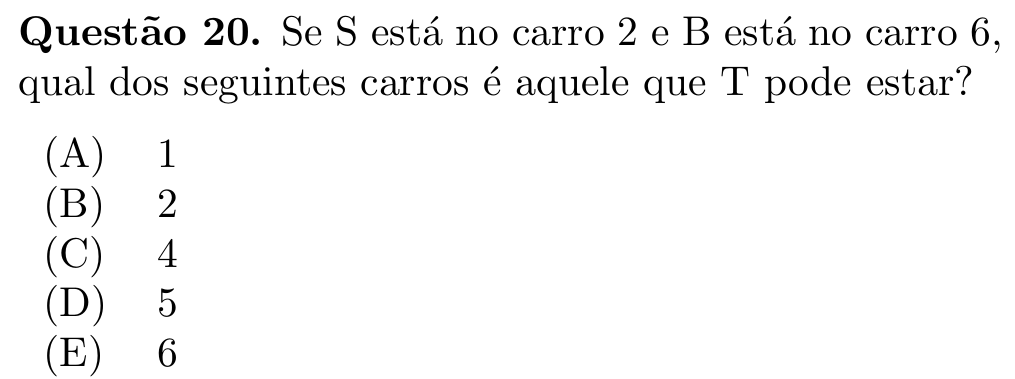 Questão 20. Se S está no carro 2 e B está no carro 6,
qual dos seguintes carros é aquele que T pode estar?
(A) 1
(B) 2
(C) 4
(D) 5
(E) 6